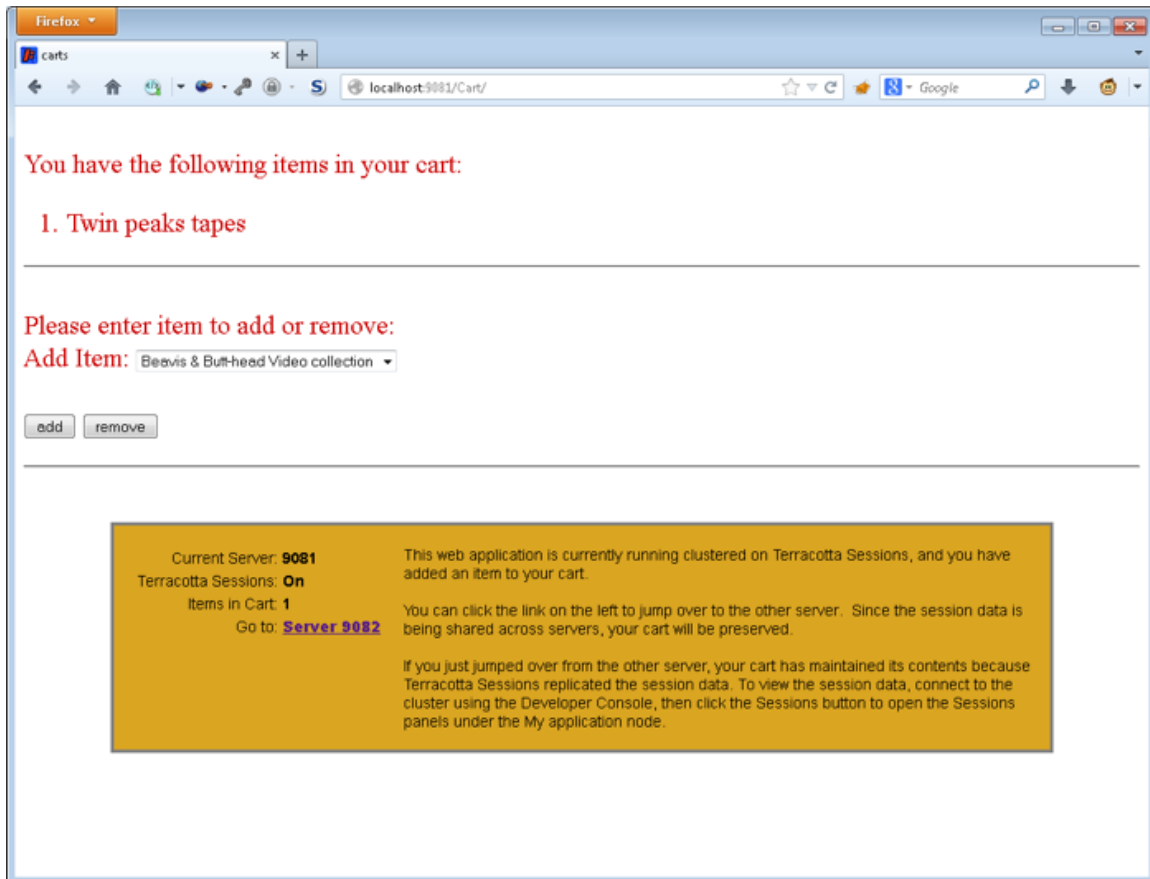 Firefox
carts
localhost:9081/Cart/
Google
You have the following items in your cart:
1. Twin peaks tapes
Please enter item to add or remove:
Add Item: Beavis & Butt-head Video collection
add remove
Current Server: 9081
Terracotta Sessions: On
Items in Cart: 1
Go to: Server 9082
This web application is currently running clustered on Terracotta Sessions, and you have
added an item to your cart.
You can click the link on the left to jump over to the other server. Since the session data is
being shared across servers, your cart will be preserved.
If you just jumped over from the other server, your cart has maintained its contents because
Terracotta Sessions replicated the session data. To view the session data, connect to the
cluster using the Developer Console, then click the Sessions button to open the Sessions
panels under the My application node.